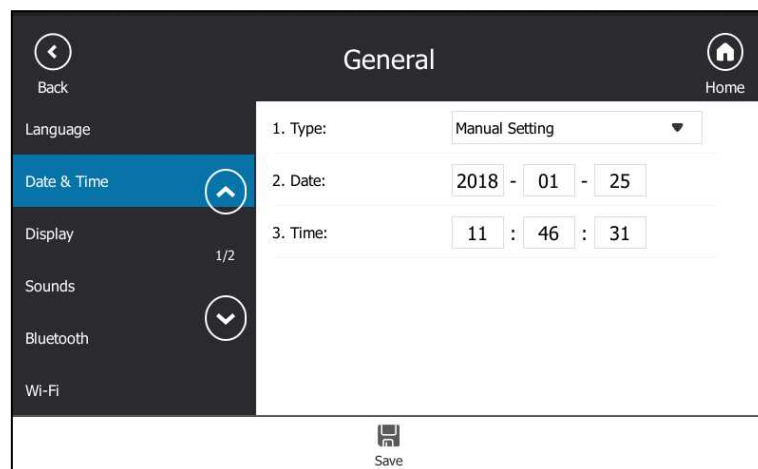 General
Back
Home
Language
1. Type: Manual Setting
Date & Time
2. Date: 2018 - 01 - 25
Display
3. Time: 11 : 46 : 31
1/2
Sounds
Bluetooth
Wi-Fi
Save